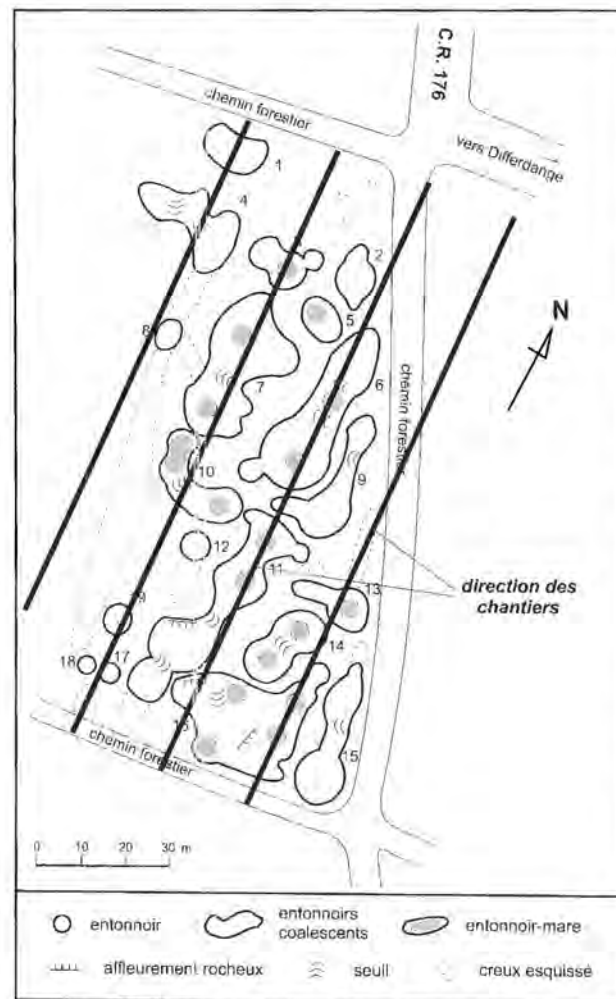 C.R. 176
chemin forestier
vers Differdange
1
4
2
N
8
5
7
6
chemin forestier
10
9
12
11
direction des
chantiers
13
14
18
17
15
chemin forestier
0 10 20 30 m
entonnoir
entonnoirs
coalescents
entonnoir-mare
affleurement rocheux
seuil
creux esquissé